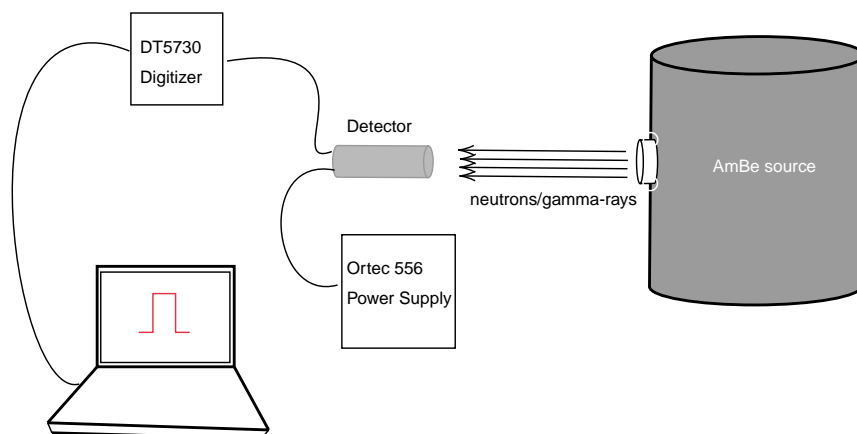 DT5730
Digitizer
Detector
AmBe source
neutrons/gamma-rays
Ortec 556
Power Supply